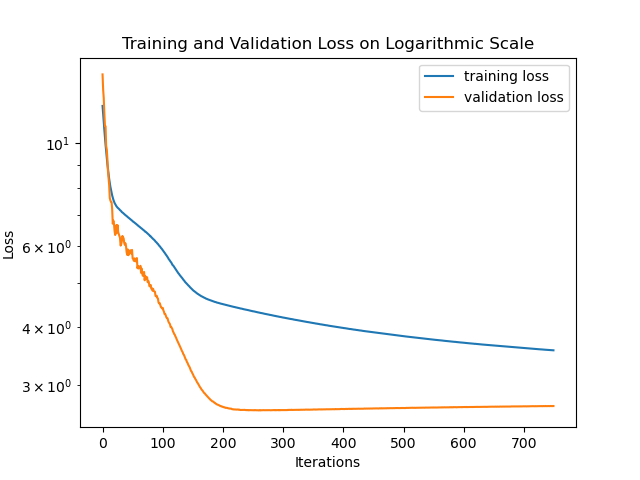 Training and Validation Loss on Logarithmic Scale
training loss
validation loss
10¹
6 × 10⁰
4 × 10⁰
3 × 10⁰
Loss
0 100 200 300 400 500 600 700
Iterations